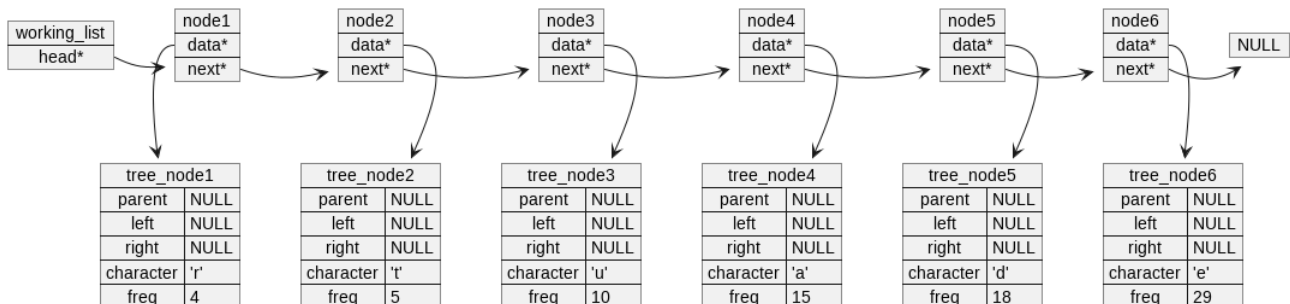 working_list
head*
node1
data*
next*
node2
data*
next*
node3
data*
next*
node4
data*
next*
node5
data*
next*
node6
data*
next*
NULL
tree_node1
parent NULL
left NULL
right NULL
character 'r'
freq 4
tree_node2
parent NULL
left NULL
right NULL
character 't'
freq 5
tree_node3
parent NULL
left NULL
right NULL
character 'u'
freq 10
tree_node4
parent NULL
left NULL
right NULL
character 'a'
freq 15
tree_node5
parent NULL
left NULL
right NULL
character 'd'
freq 18
tree_node6
parent NULL
left NULL
right NULL
character 'e'
freq 29